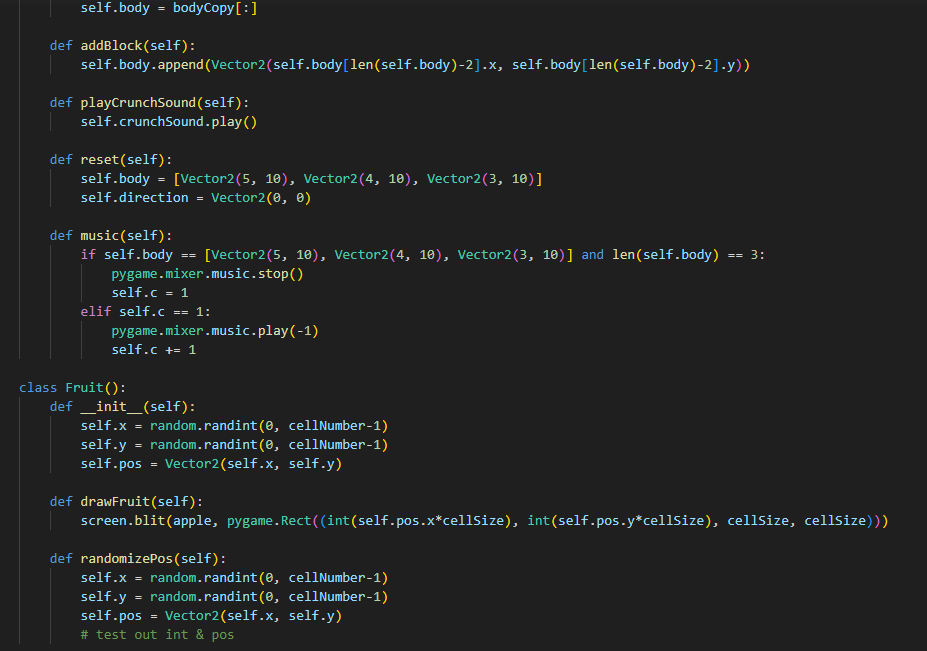 self.body = bodyCopy[:]
def addBlock(self):
self.body.append(Vector2(self.body[len(self.body)-2].x, self.body[len(self.body)-2].y))
def playCrunchSound(self):
self.crunchSound.play()
def reset(self):
self.body = [Vector2(5, 10), Vector2(4, 10), Vector2(3, 10)]
self.direction = Vector2(0, 0)
def music(self):
if self.body == [Vector2(5, 10), Vector2(4, 10), Vector2(3, 10)] and len(self.body) == 3:
pygame.mixer.music.stop()
self.c = 1
elif self.c == 1:
pygame.mixer.music.play(-1)
self.c += 1
class Fruit():
def __init__(self):
self.x = random.randint(0, cellNumber-1)
self.y = random.randint(0, cellNumber-1)
self.pos = Vector2(self.x, self.y)
def drawFruit(self):
screen.blit(apple, pygame.Rect((int(self.pos.x*cellSize), int(self.pos.y*cellSize), cellSize, cellSize)))
def randomizePos(self):
self.x = random.randint(0, cellNumber-1)
self.y = random.randint(0, cellNumber-1)
self.pos = Vector2(self.x, self.y)
# test out int & pos